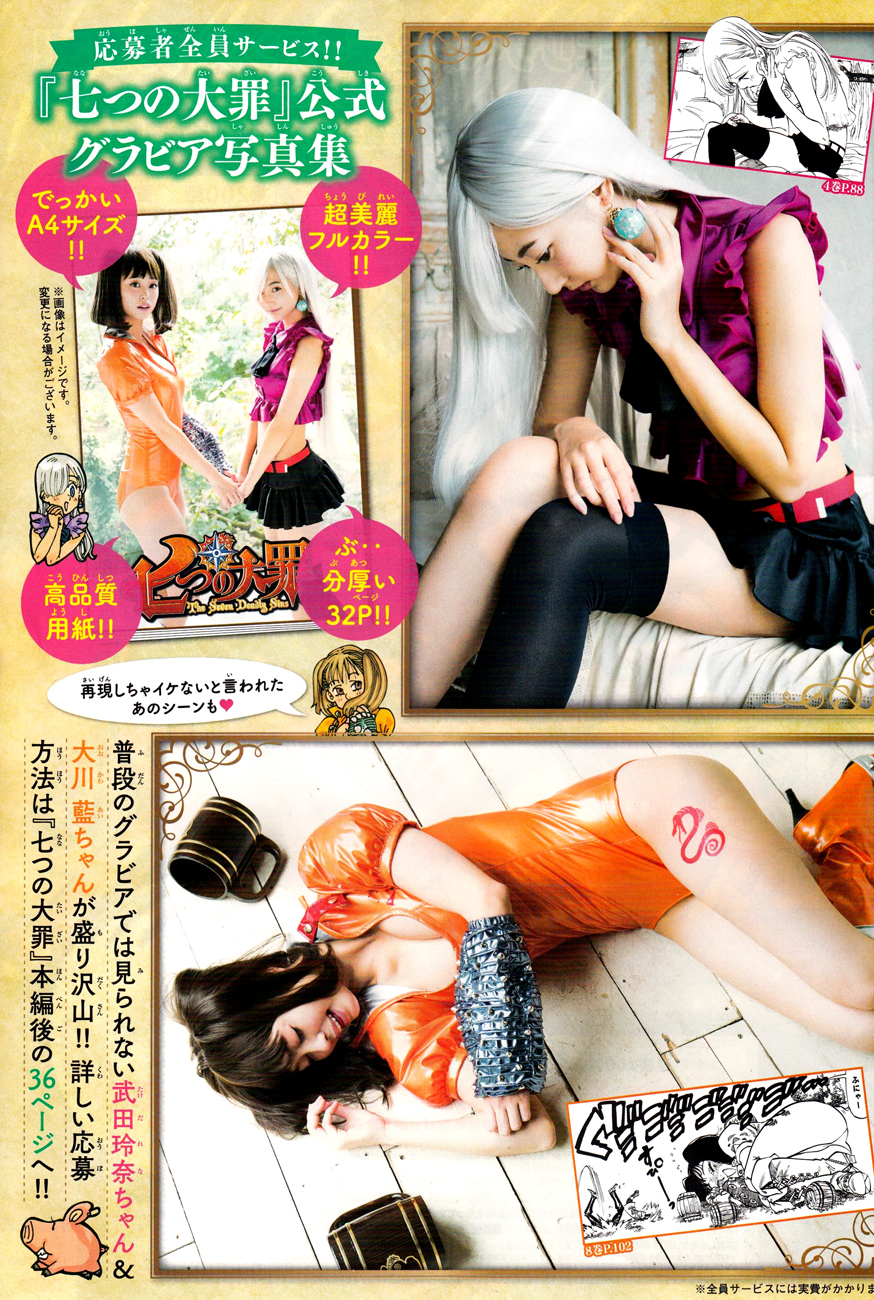 応募者全員サービス!!
『七つの大罪』公式
グラビア写真集
でっかい
A4サイズ
!!
超美麗
フルカラー
!!
※画像はイメージです。
変更になる場合がございます。
高品質
用紙!!
ぶ‥
分厚い
32P!!
七つの大罪
The Seven Deadly Sins
4巻P.88
再現しちゃイケないと言われた
あのシーンも♥
普段のグラビアでは見られない武田玲奈ちゃん&
大川 藍ちゃんが盛り沢山!! 詳しい応募
方法は『七つの大罪』本編後の36ページへ!!
ふにゃー
すぴーっ
8巻P.102
※全員サービスには実費がかかりま